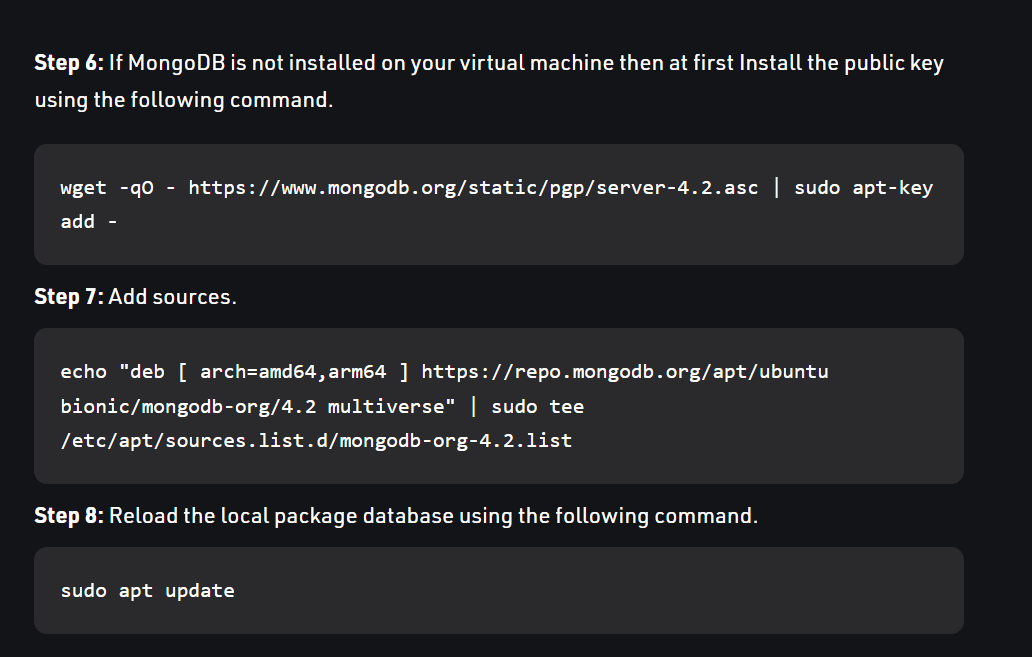 Step 6: If MongoDB is not installed on your virtual machine then at first Install the public key
using the following command.
wget -qO - https://www.mongodb.org/static/pgp/server-4.2.asc | sudo apt-key
add -
Step 7: Add sources.
echo "deb [ arch=amd64,arm64 ] https://repo.mongodb.org/apt/ubuntu
bionic/mongodb-org/4.2 multiverse" | sudo tee
/etc/apt/sources.list.d/mongodb-org-4.2.list
Step 8: Reload the local package database using the following command.
sudo apt update